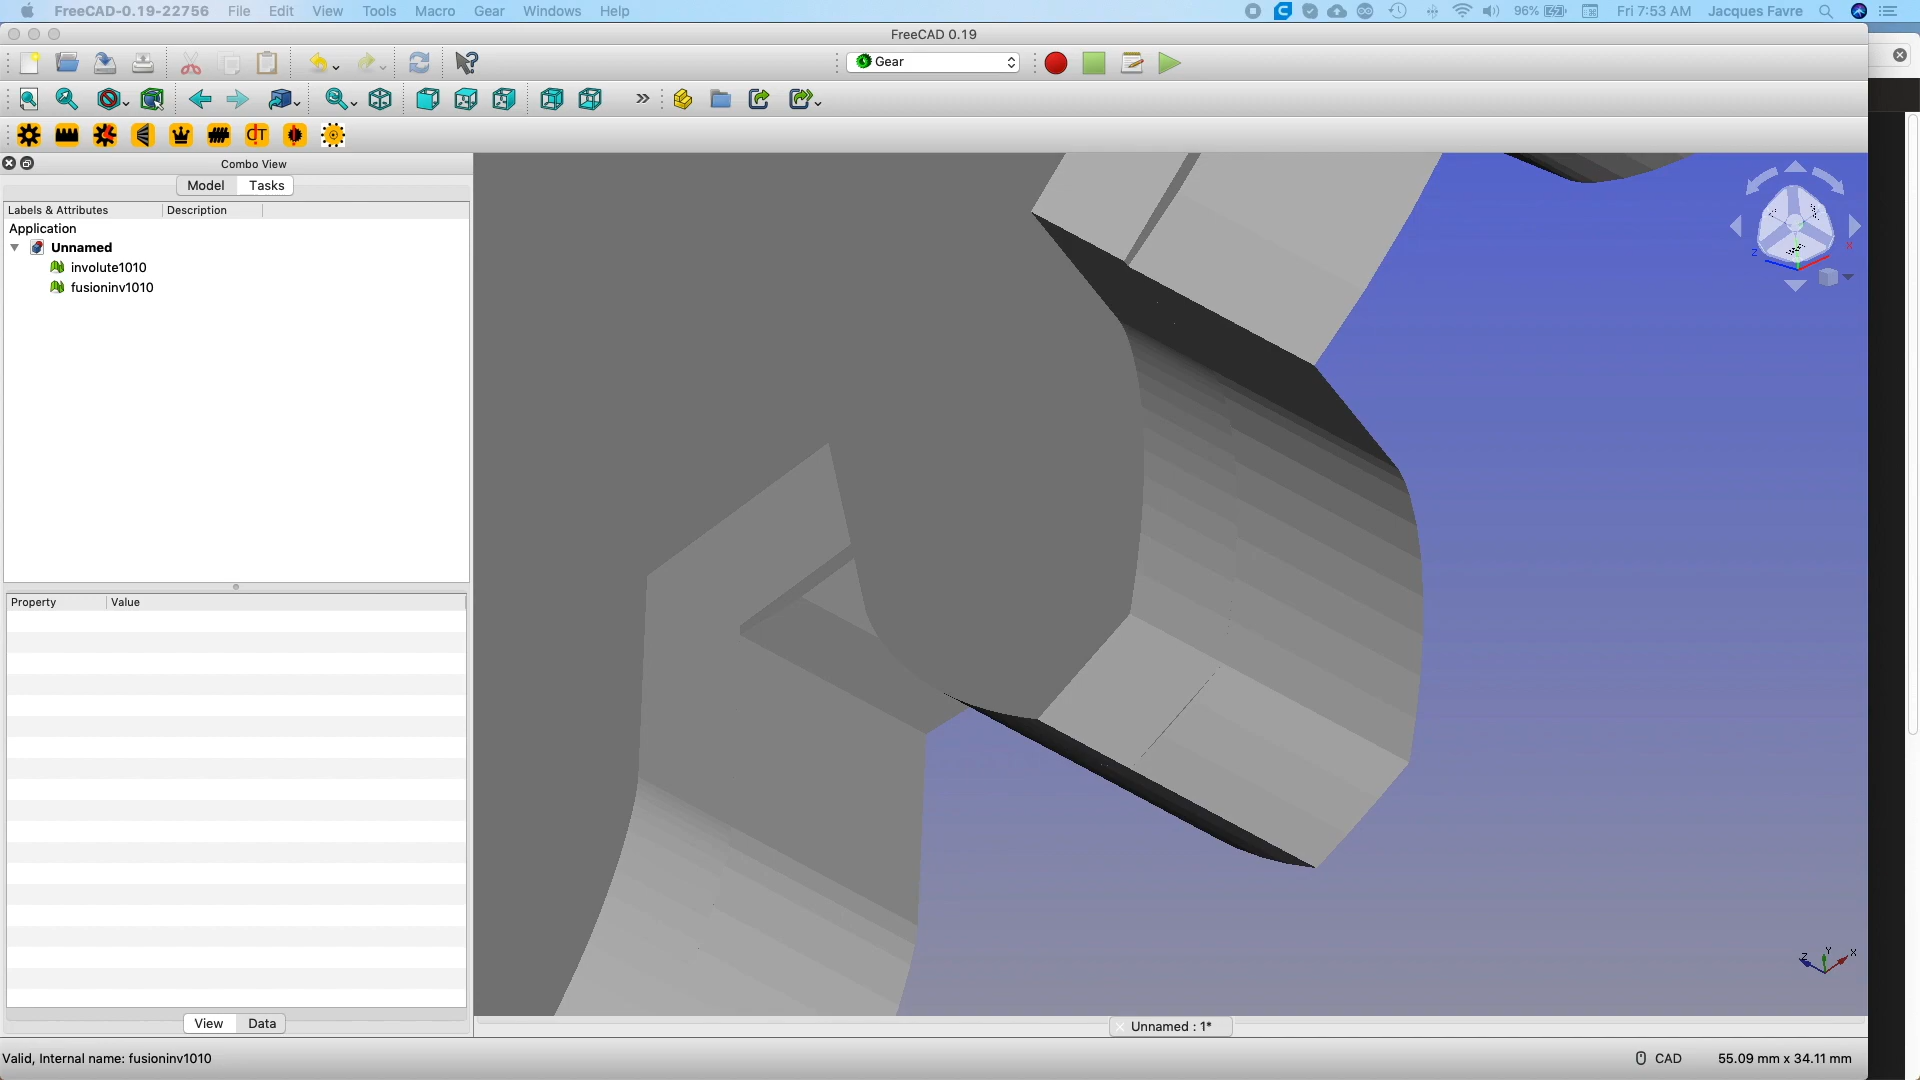 FreeCAD-0.19-22756 File Edit View Tools Macro Gear Windows Help 96% Fri 7:53 AM Jacques Favre
FreeCAD 0.19
Gear
CT
Combo View
Model Tasks
Labels & Attributes Description
Application
Unnamed
involute1010
fusioninv1010
Property Value
View Data
Unnamed : 1*
Valid, Internal name: fusioninv1010
CAD 55.09 mm x 34.11 mm
Z X
Z Y X